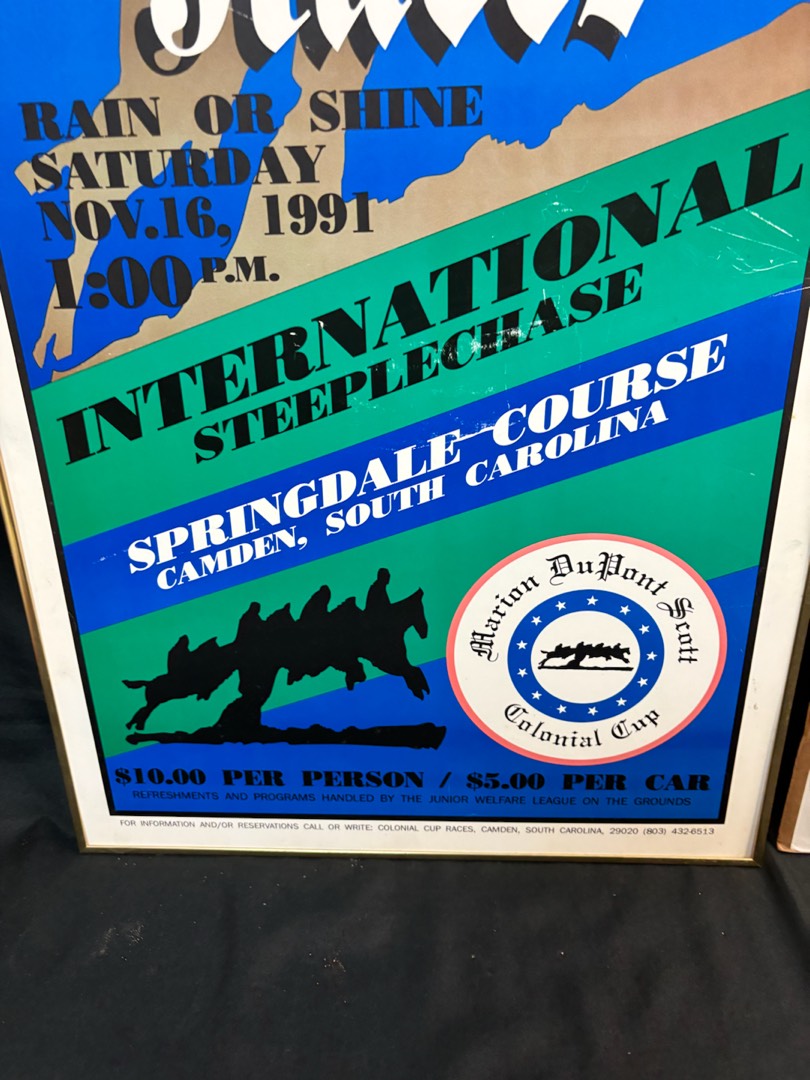 Races
RAIN OR SHINE
SATURDAY
NOV.16, 1991
1:00 P.M.
INTERNATIONAL
STEEPLECHASE
SPRINGDALE COURSE
CAMDEN, SOUTH CAROLINA
Marion DuPont Scott
Colonial Cup
$10.00 PER PERSON / $5.00 PER CAR
REFRESHMENTS AND PROGRAMS HANDLED BY THE JUNIOR WELFARE LEAGUE ON THE GROUNDS
FOR INFORMATION AND/OR RESERVATIONS CALL OR WRITE: COLONIAL CUP RACES, CAMDEN, SOUTH CAROLINA, 29020 (803) 432-6513